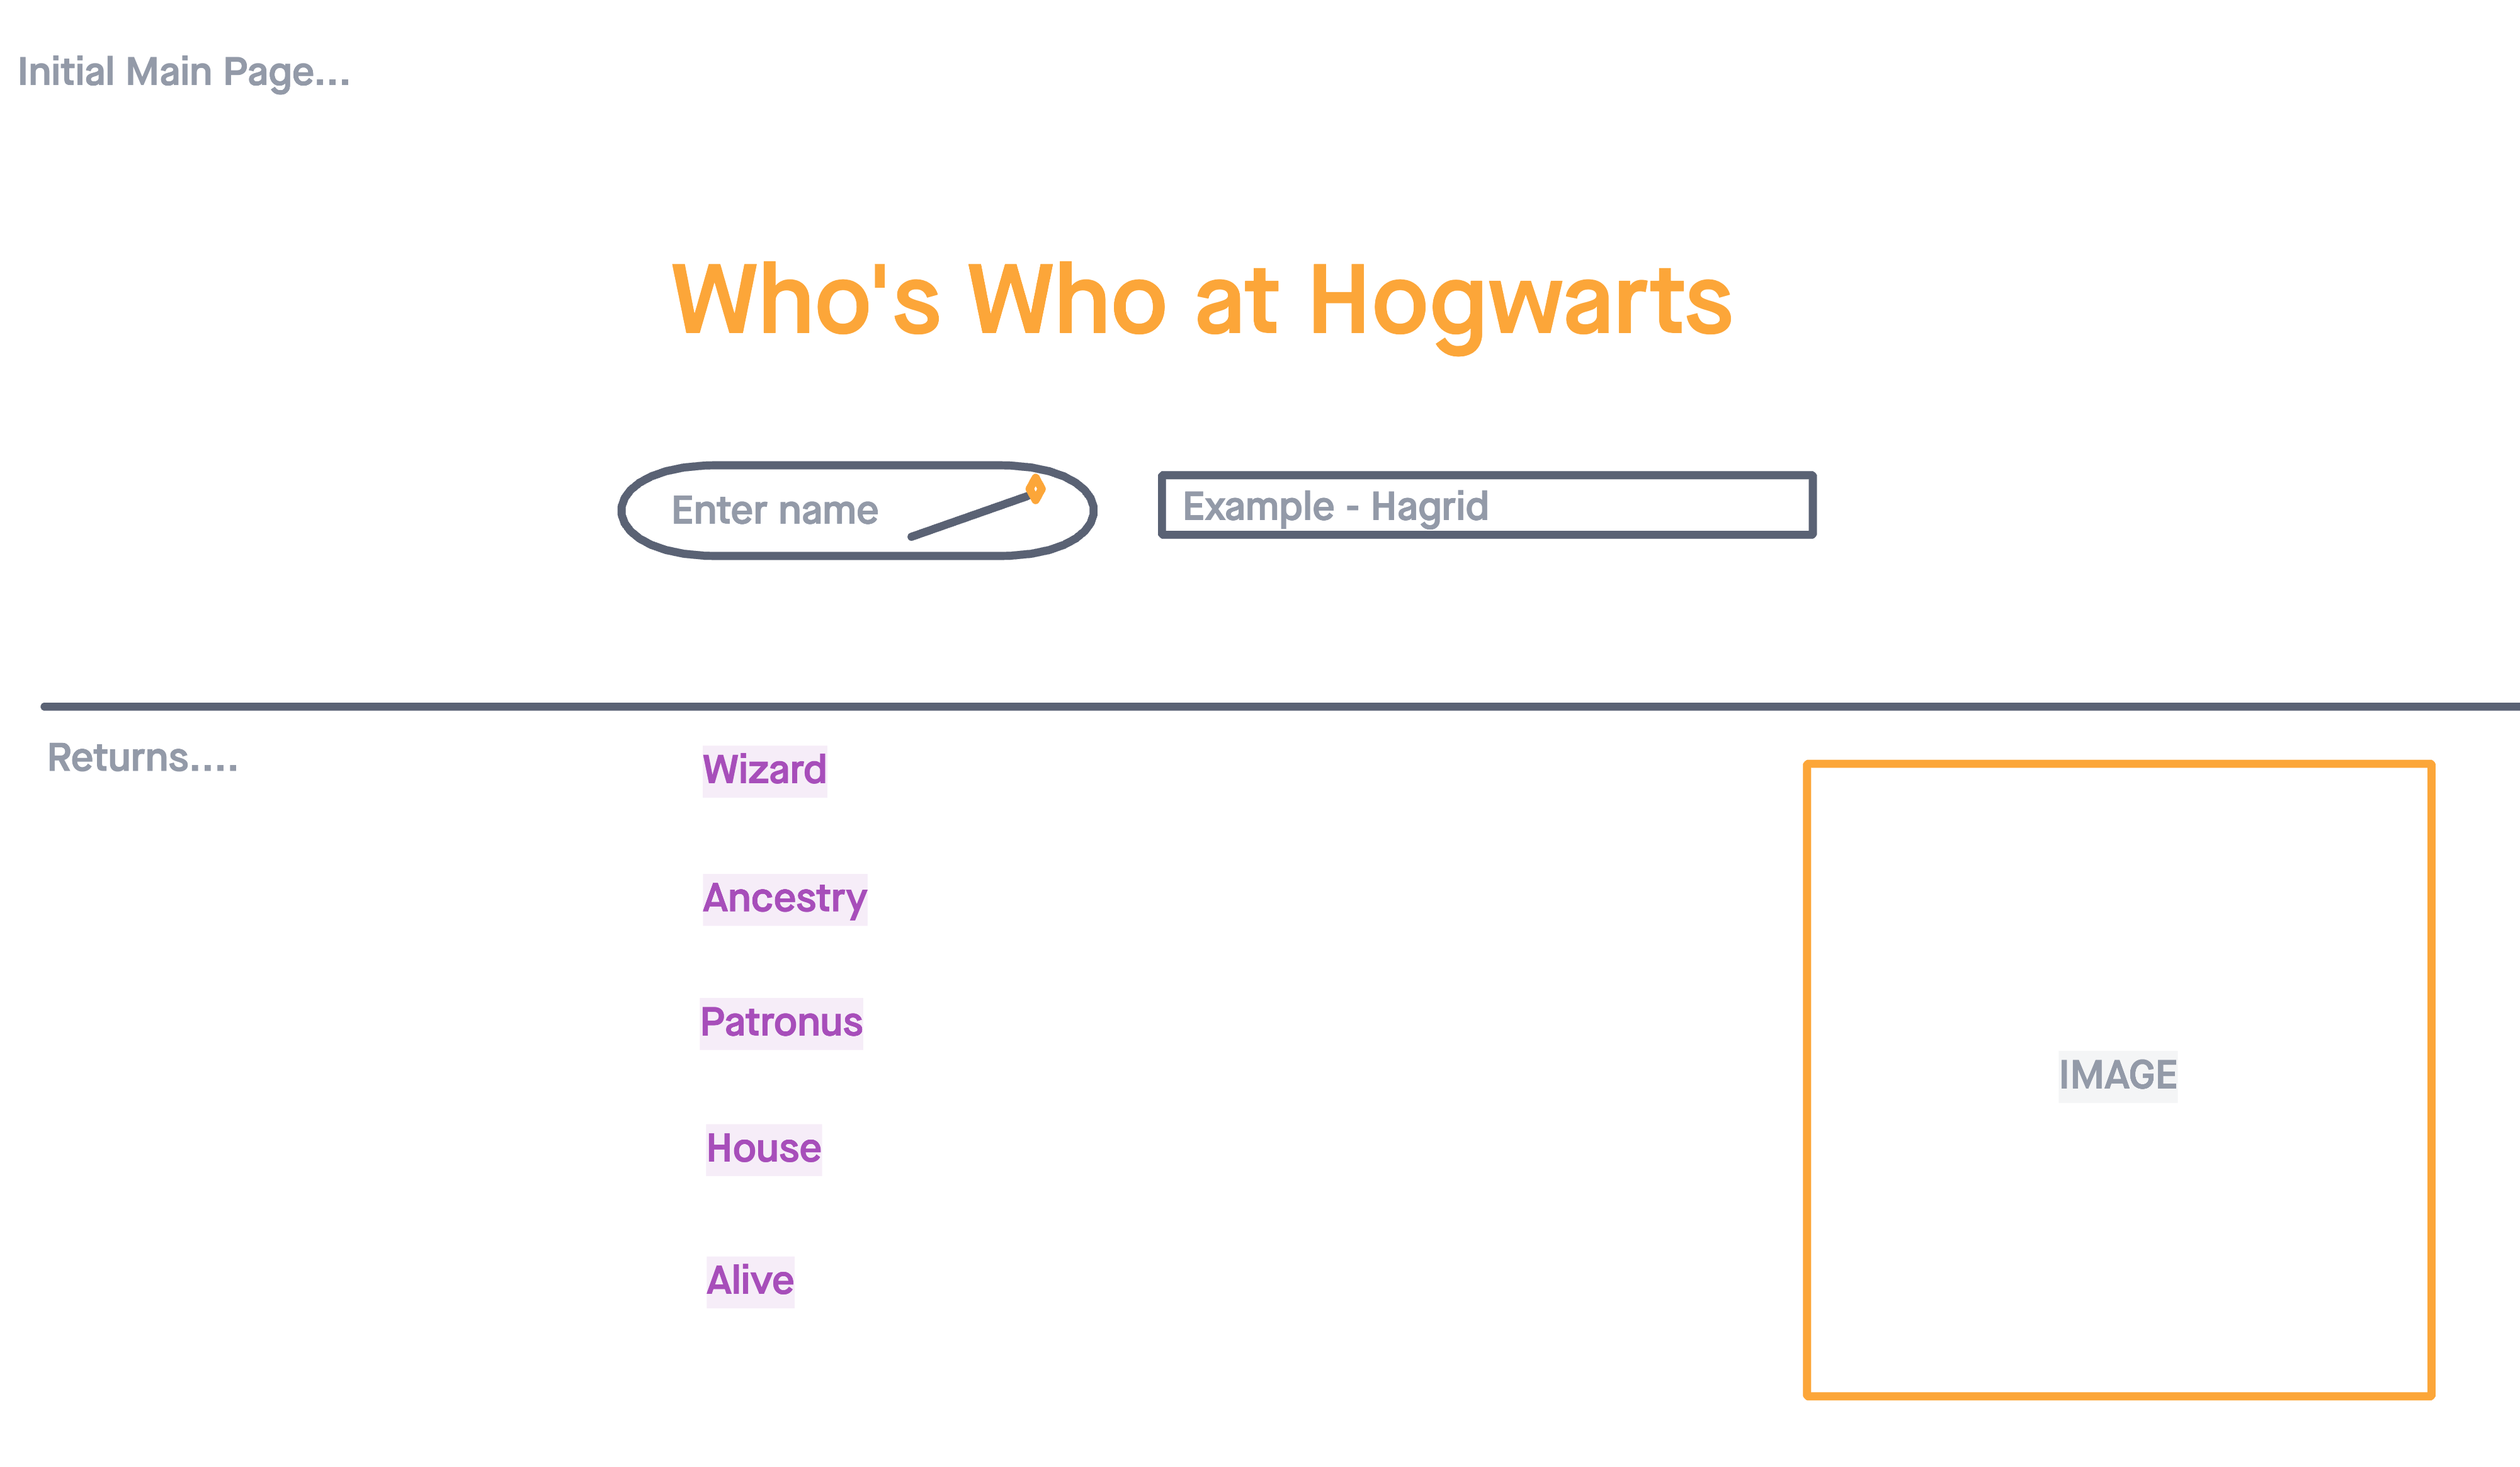 Initial Main Page...
Who's Who at Hogwarts
Enter name
Example - Hagrid
Returns....
Wizard
Ancestry
Patronus
House
Alive
IMAGE